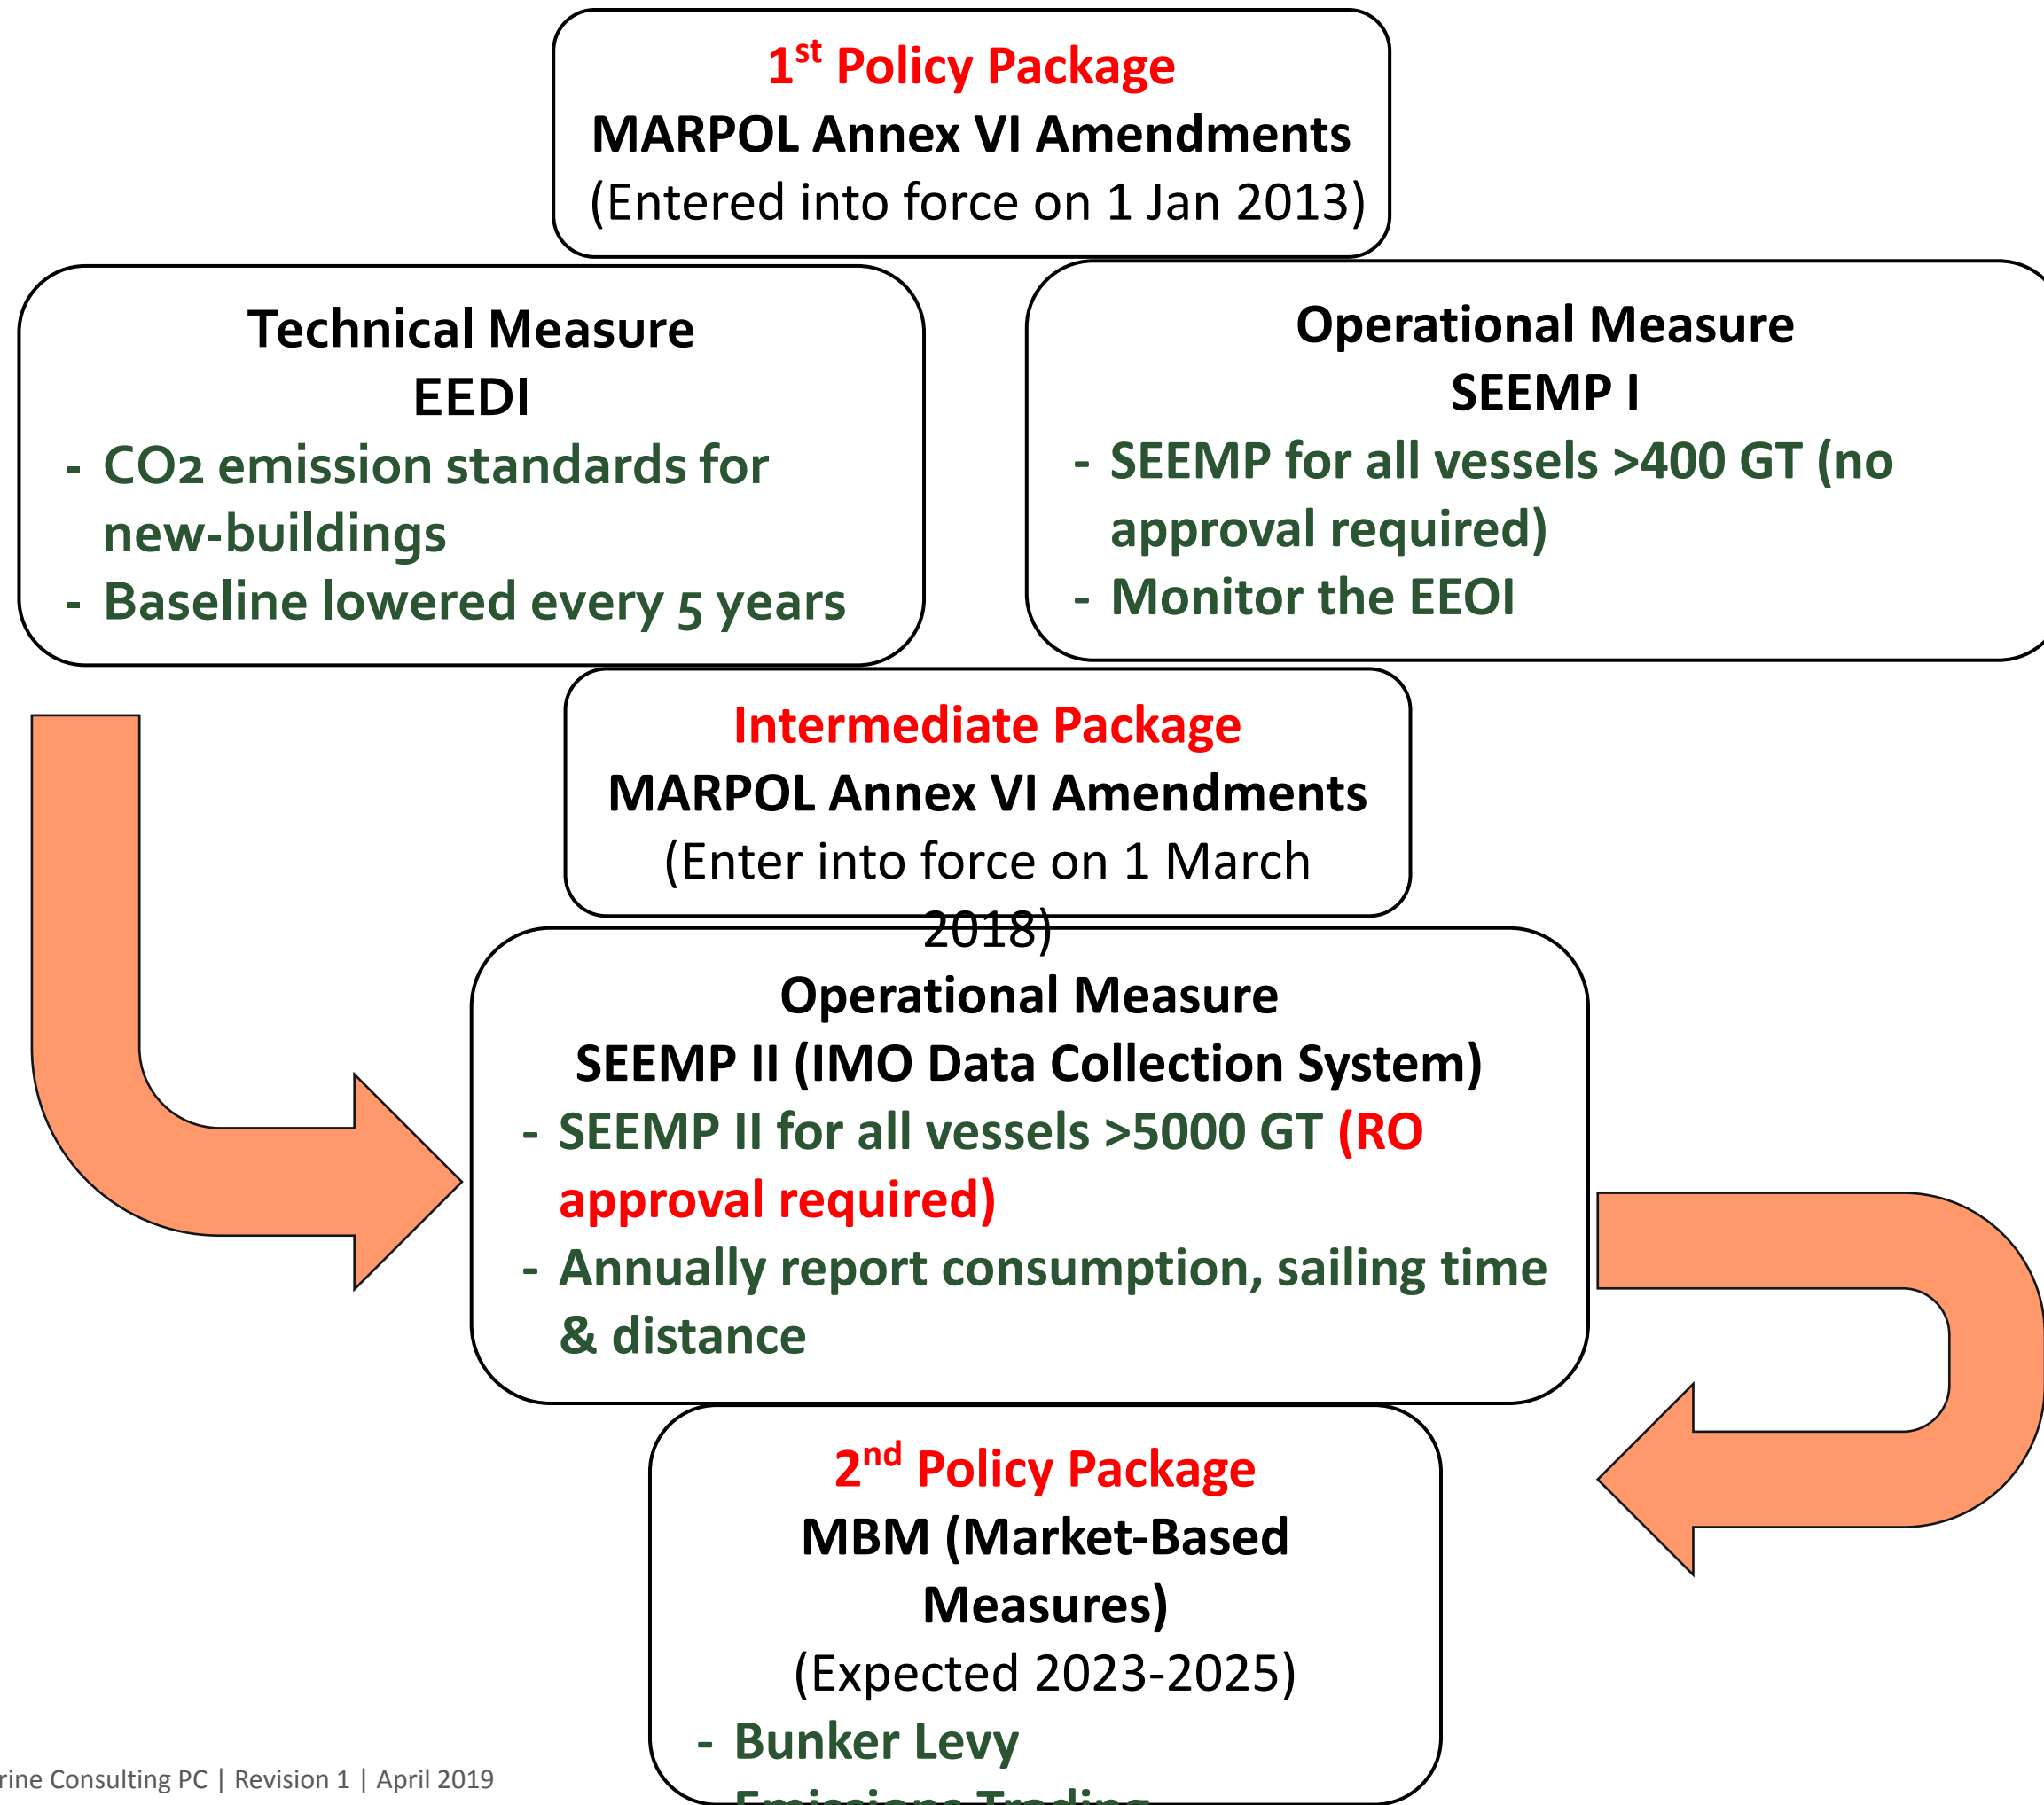 1st Policy Package
MARPOL Annex VI Amendments
(Entered into force on 1 Jan 2013)
Technical Measure
EEDI
- CO2 emission standards for
new-buildings
- Baseline lowered every 5 years
Operational Measure
SEEMP I
- SEEMP for all vessels >400 GT (no
approval required)
- Monitor the EEOI
Intermediate Package
MARPOL Annex VI Amendments
(Enter into force on 1 March
2018)
Operational Measure
SEEMP II (IMO Data Collection System)
- SEEMP II for all vessels >5000 GT (RO
approval required)
- Annually report consumption, sailing time
& distance
2nd Policy Package
MBM (Market-Based
Measures)
(Expected 2023-2025)
- Bunker Levy
Emissions Trading
rine Consulting PC | Revision 1 | April 2019